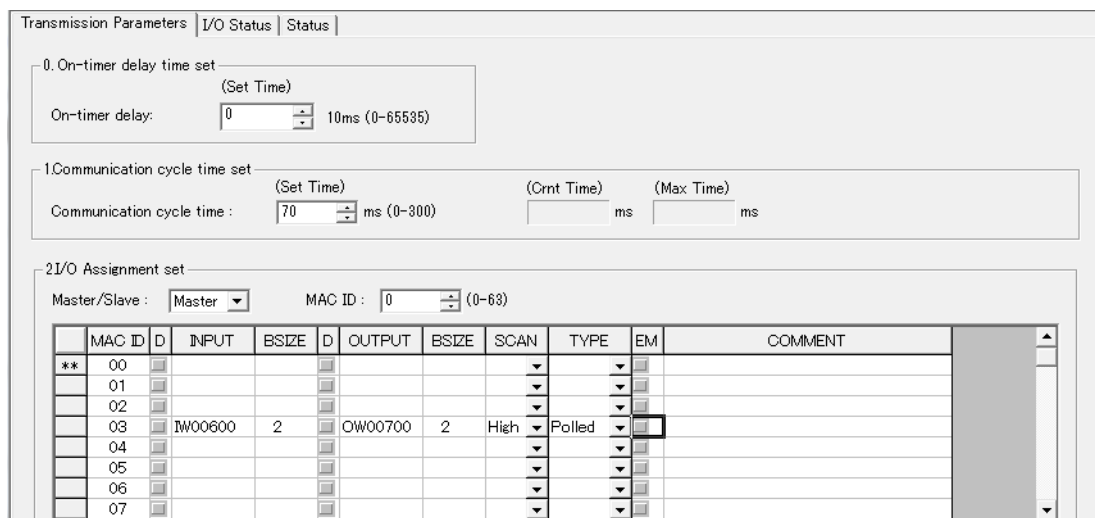 Transmission Parameters I/O Status Status
0. On-timer delay time set
(Set Time)
On-timer delay: 0 10ms (0-65535)
1.Communication cycle time set
(Set Time) (Crnt Time) (Max Time)
Communication cycle time : 70 ms (0-300) ms ms
2.I/O Assignment set
Master/Slave : Master MAC ID : 0 (0-63)
MAC ID D INPUT BSIZE D OUTPUT BSIZE SCAN TYPE EM COMMENT
** 00
01
02
03 IW00600 2 OW00700 2 High Polled
04
05
06
07